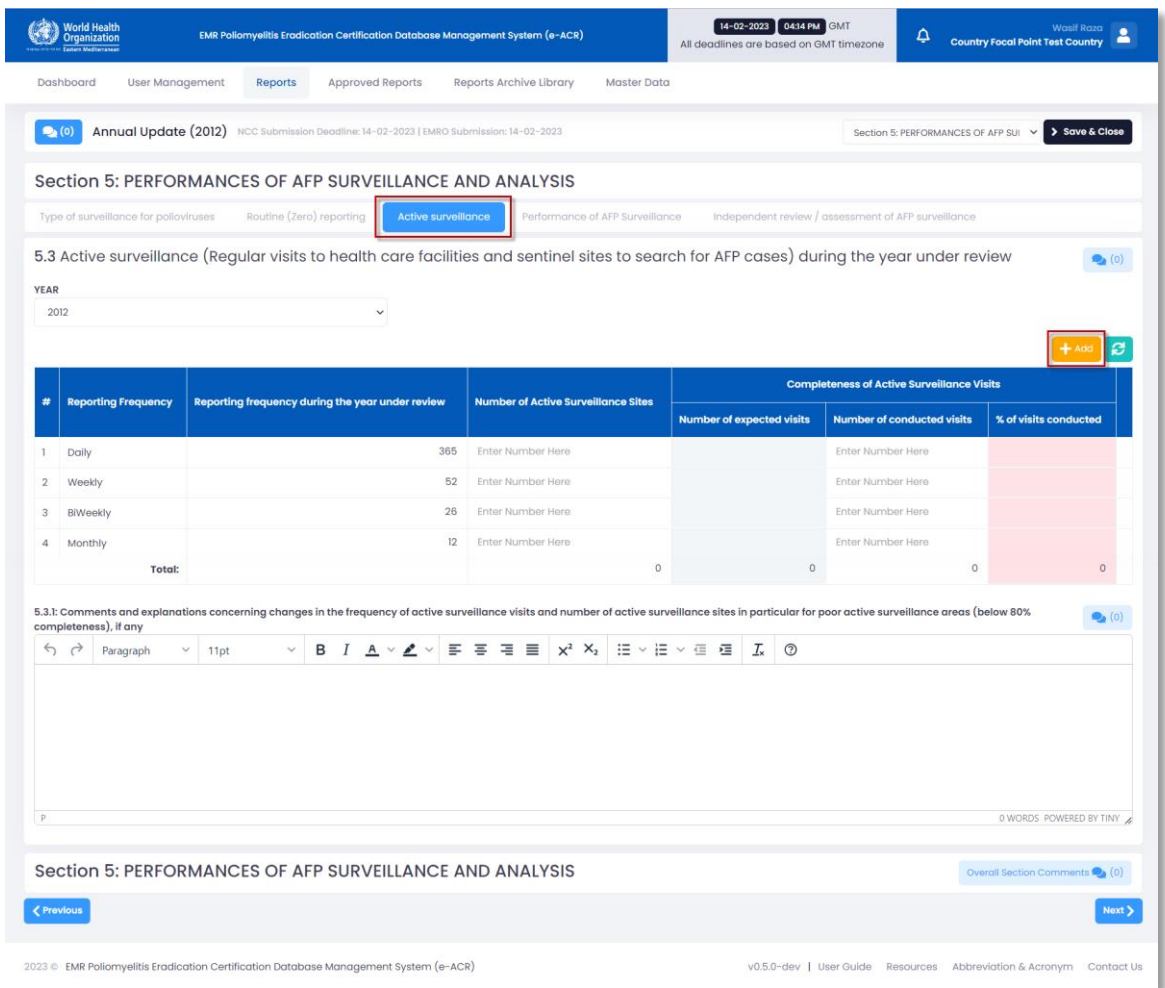 World Health
Organization
Eastern Mediterranean
EMR Poliomyelitis Eradication Certification Database Management System (e-ACR)
14-02-2023 04:14 PM GMT
All deadlines are based on GMT timezone
Wasif Raza
Country Focal Point Test Country
Dashboard User Management Reports Approved Reports Reports Archive Library Master Data
(0) Annual Update (2012) NCC Submission Deadline: 14-02-2023 | EMRO Submission: 14-02-2023
Section 5: PERFORMANCES OF AFP SUI
Save & Close
Section 5: PERFORMANCES OF AFP SURVEILLANCE AND ANALYSIS
Type of surveillance for polioviruses Routine (Zero) reporting Active surveillance Performance of AFP Surveillance Independent review / assessment of AFP surveillance
5.3 Active surveillance (Regular visits to health care facilities and sentinel sites to search for AFP cases) during the year under review (0)
YEAR
2012
+ Add
# Reporting Frequency Reporting frequency during the year under review Number of Active Surveillance Sites Completeness of Active Surveillance Visits
Number of expected visits Number of conducted visits % of visits conducted
1 Daily 365 Enter Number Here Enter Number Here
2 Weekly 52 Enter Number Here Enter Number Here
3 BiWeekly 26 Enter Number Here Enter Number Here
4 Monthly 12 Enter Number Here Enter Number Here
Total: 0 0 0 0
5.3.1: Comments and explanations concerning changes in the frequency of active surveillance visits and number of active surveillance sites in particular for poor active surveillance areas (below 80%
completeness), if any (0)
Paragraph 11pt B I A X² X₂ Ix
P 0 WORDS POWERED BY TINY
Section 5: PERFORMANCES OF AFP SURVEILLANCE AND ANALYSIS
Overall Section Comments (0)
Previous Next
2023 © EMR Poliomyelitis Eradication Certification Database Management System (e-ACR) v0.5.0-dev | User Guide Resources Abbreviation & Acronym Contact Us